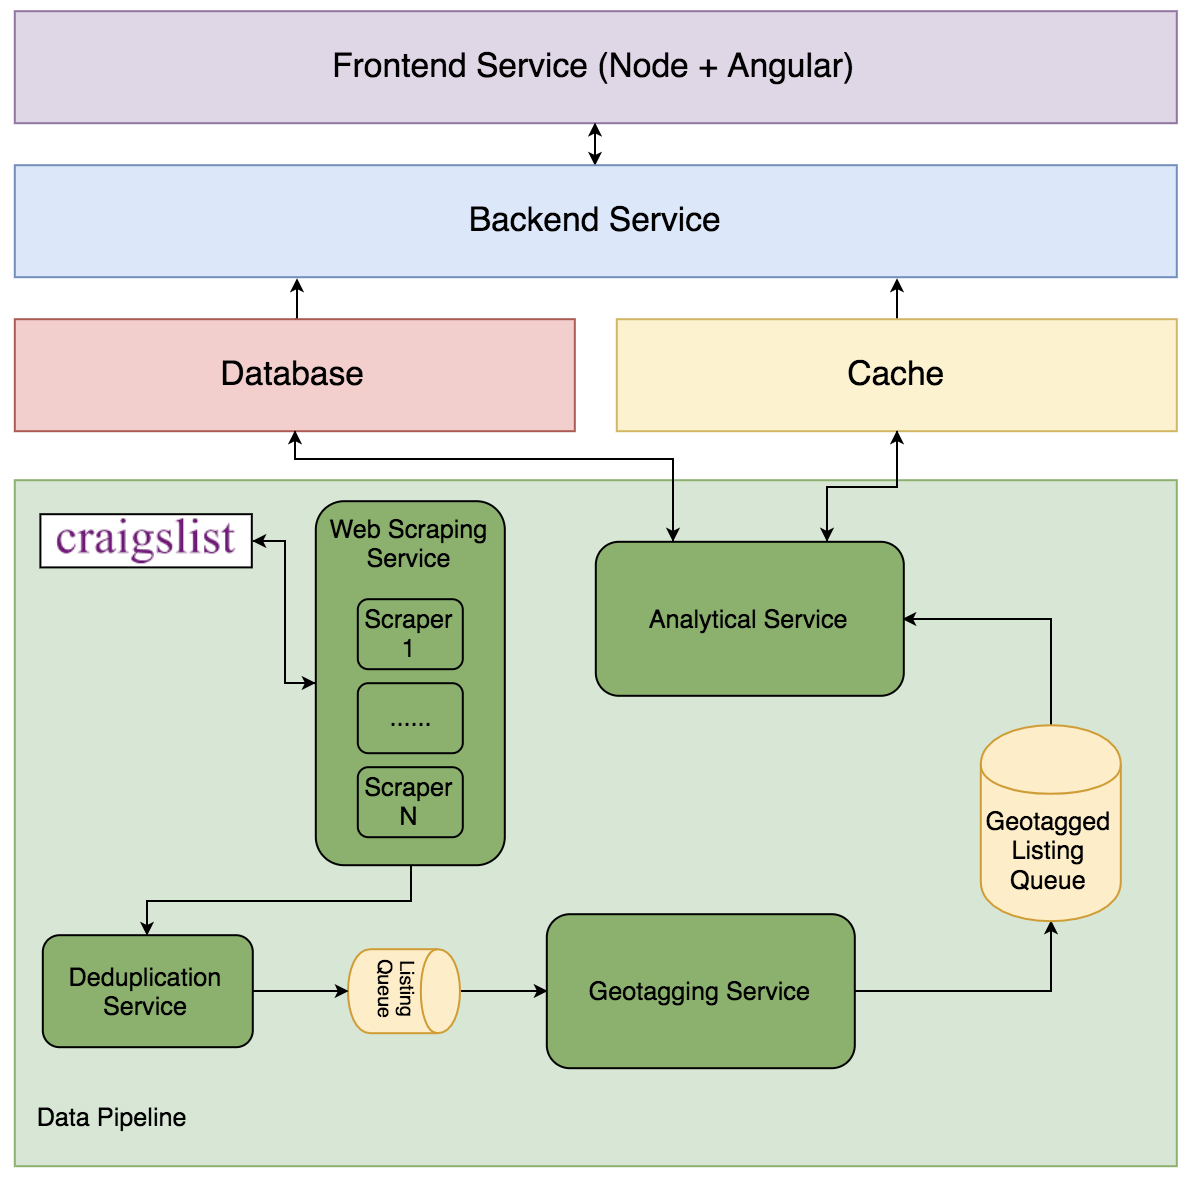 Frontend Service (Node + Angular)
Backend Service
Database
Cache
craigslist
Web Scraping
Service
Scraper
1
......
Scraper
N
Analytical Service
Geotagged
Listing
Queue
Deduplication
Service
Listing
Queue
Geotagging Service
Data Pipeline